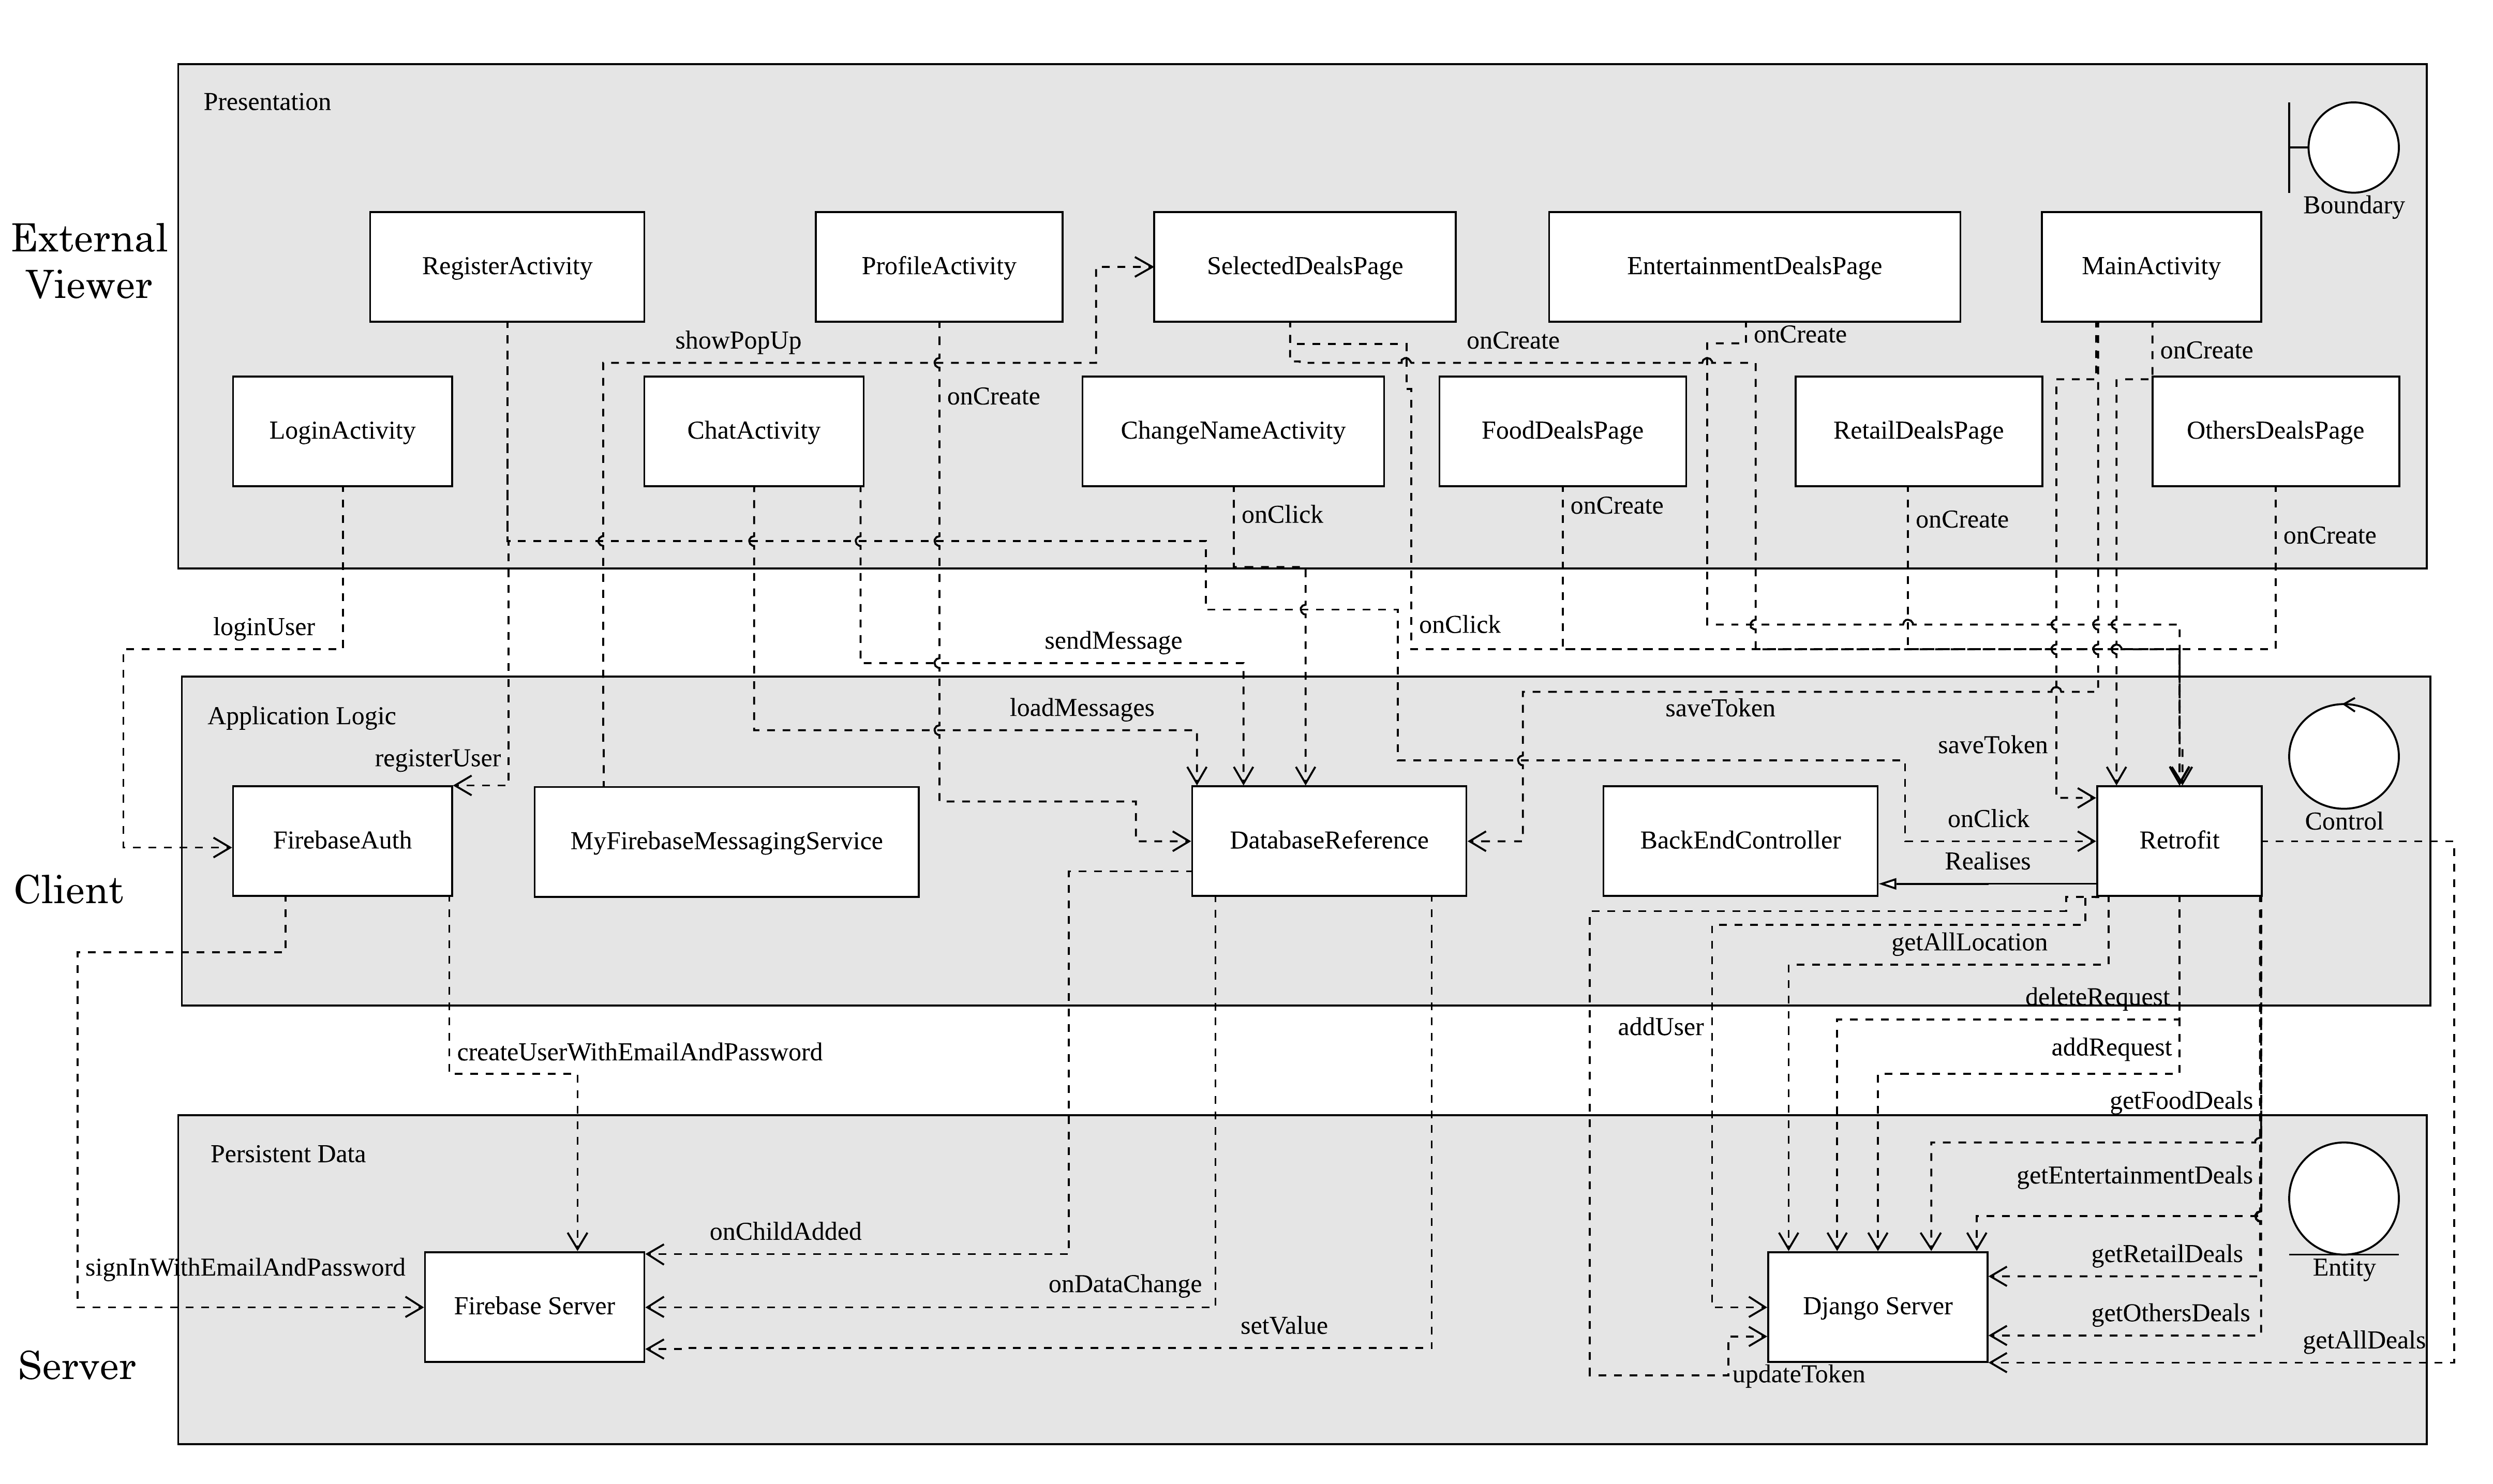 Presentation
Boundary
External
Viewer
RegisterActivity
ProfileActivity
SelectedDealsPage
EntertainmentDealsPage
MainActivity
showPopUp
onCreate
onCreate
onCreate
onCreate
LoginActivity
ChatActivity
ChangeNameActivity
FoodDealsPage
RetailDealsPage
OthersDealsPage
onClick
onCreate
onCreate
onCreate
loginUser
sendMessage
onClick
Application Logic
loadMessages
saveToken
registerUser
saveToken
FirebaseAuth
MyFirebaseMessagingService
DatabaseReference
BackEndController
onClick
Realises
Retrofit
Control
Client
getAllLocation
deleteRequest
addUser
addRequest
createUserWithEmailAndPassword
getFoodDeals
Persistent Data
getEntertainmentDeals
onChildAdded
getRetailDeals
signInWithEmailAndPassword
onDataChange
Entity
Firebase Server
Django Server
getOthersDeals
setValue
getAllDeals
Server
updateToken